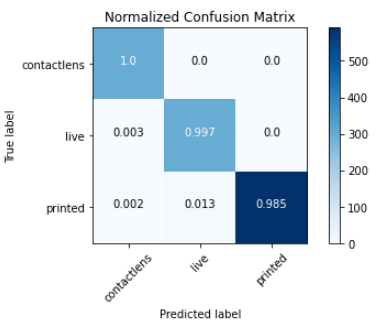 Normalized Confusion Matrix
contactlens 1.0 0.0 0.0
live 0.003 0.997 0.0
printed 0.002 0.013 0.985
True label
contactlens live printed
Predicted label
500
400
300
200
100
0